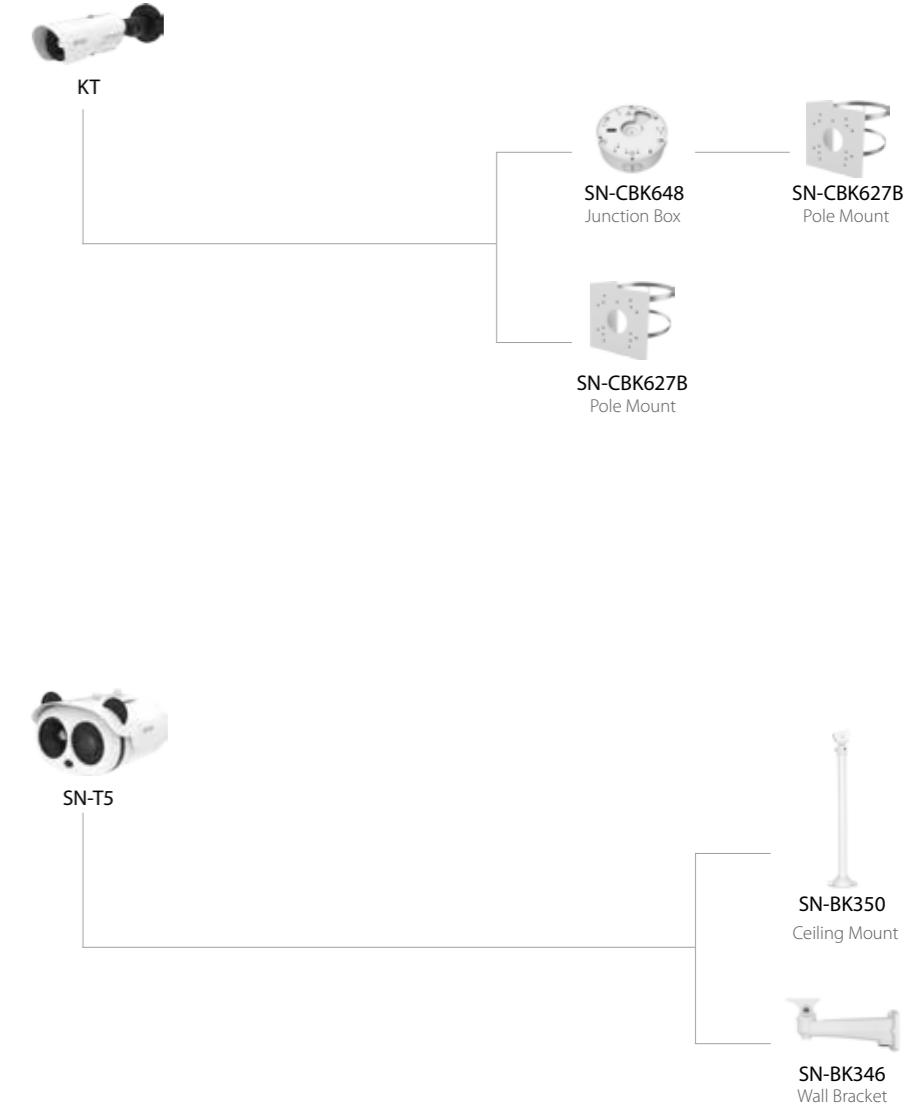 KT
SN-CBK648
Junction Box
SN-CBK627B
Pole Mount
SN-CBK627B
Pole Mount
SN-T5
SN-BK350
Ceiling Mount
SN-BK346
Wall Bracket